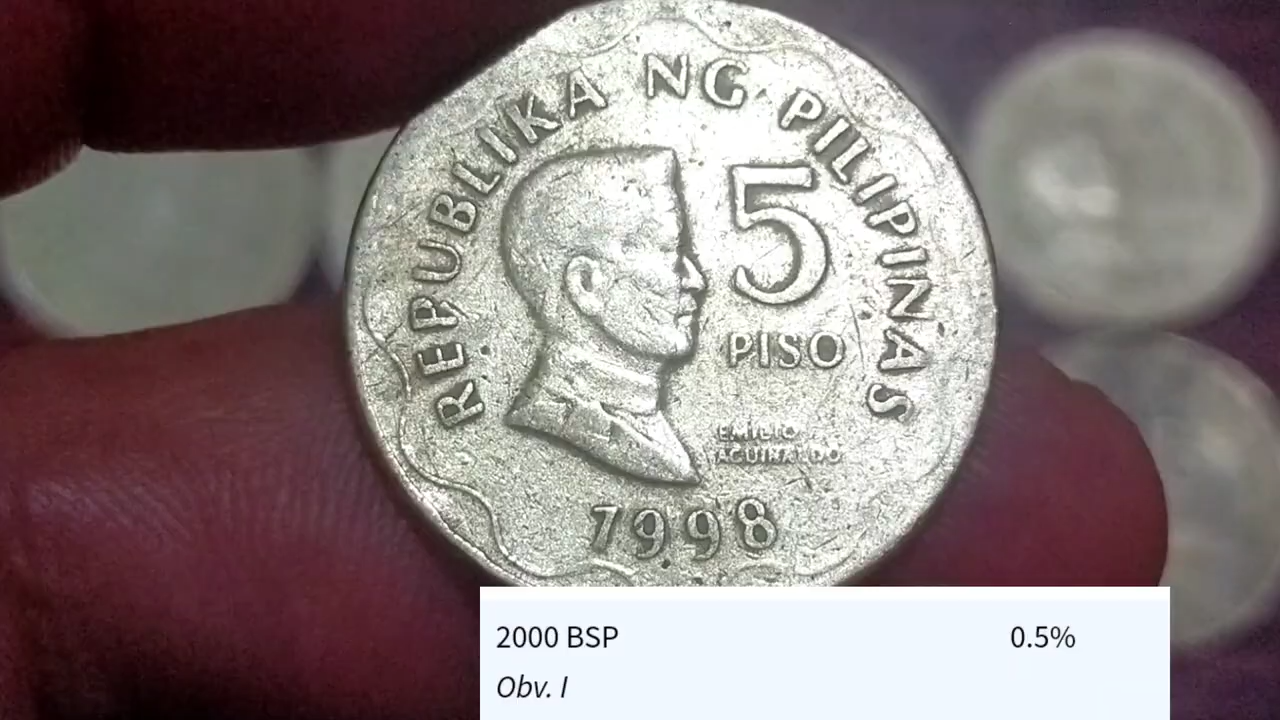 REPUBLIKA NG PILIPINAS
5
PISO
EMILIO
AGUINALDO
1998
2000 BSP 0.5%
Obv. I